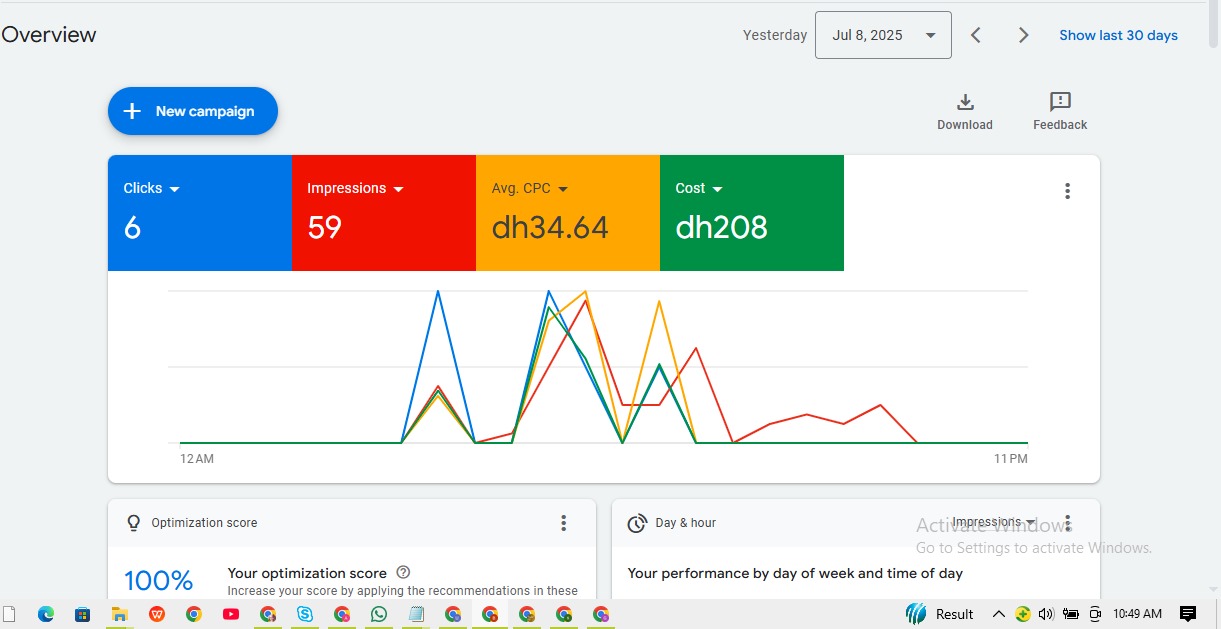 Overview
Yesterday
Jul 8, 2025
Show last 30 days
New campaign
Download
Feedback
Clicks
6
Impressions
59
Avg. CPC
dh34.64
Cost
dh208
12 AM
11 PM
Optimization score
Day & hour
Impressions
Activate Windows
Go to Settings to activate Windows.
100%
Your optimization score
Increase your score by applying the recommendations in these
Your performance by day of week and time of day
Result
10:49 AM